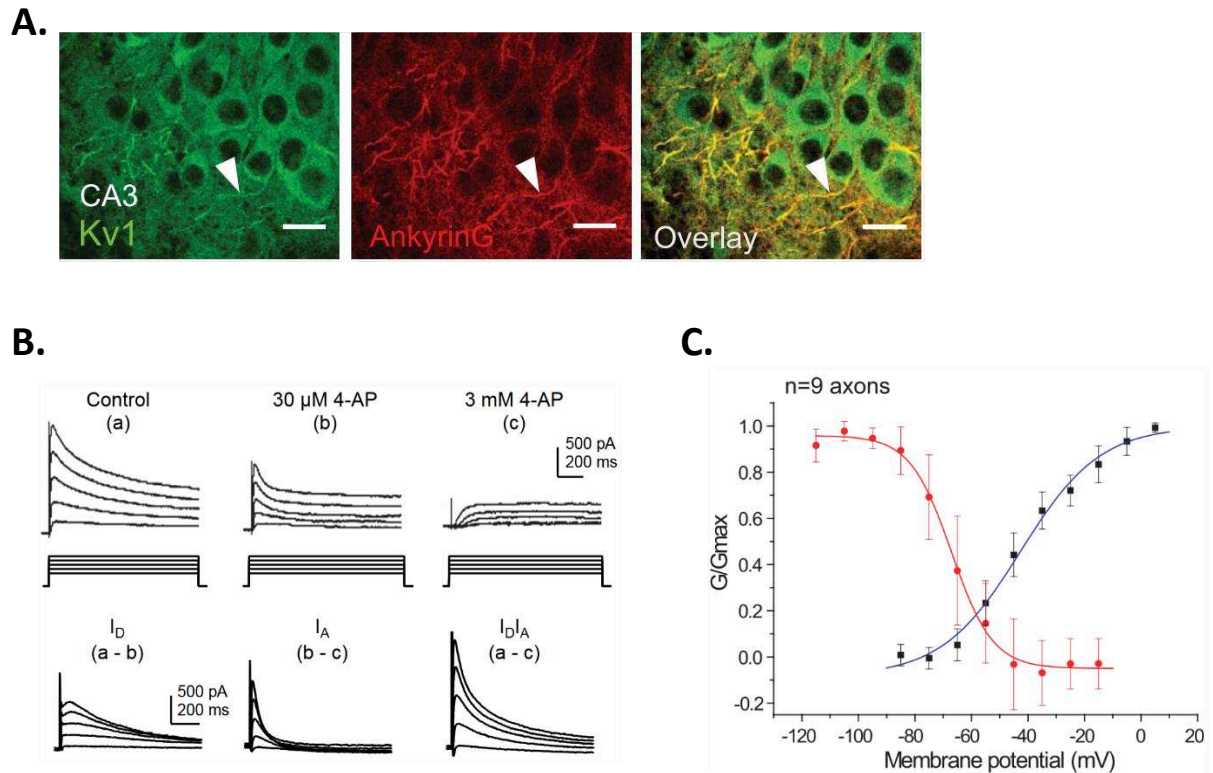 A.
CA3
Kv1
AnkyrinG
Overlay
B.
Control
(a)
30 µM 4-AP
(b)
3 mM 4-AP
(c)
500 pA
200 ms
I_D
(a - b)
I_A
(b - c)
I_DI_A
(a - c)
500 pA
200 ms
C.
n=9 axons
G/Gmax
1.0
0.8
0.6
0.4
0.2
0.0
-0.2
-120 -100 -80 -60 -40 -20 0 20
Membrane potential (mV)